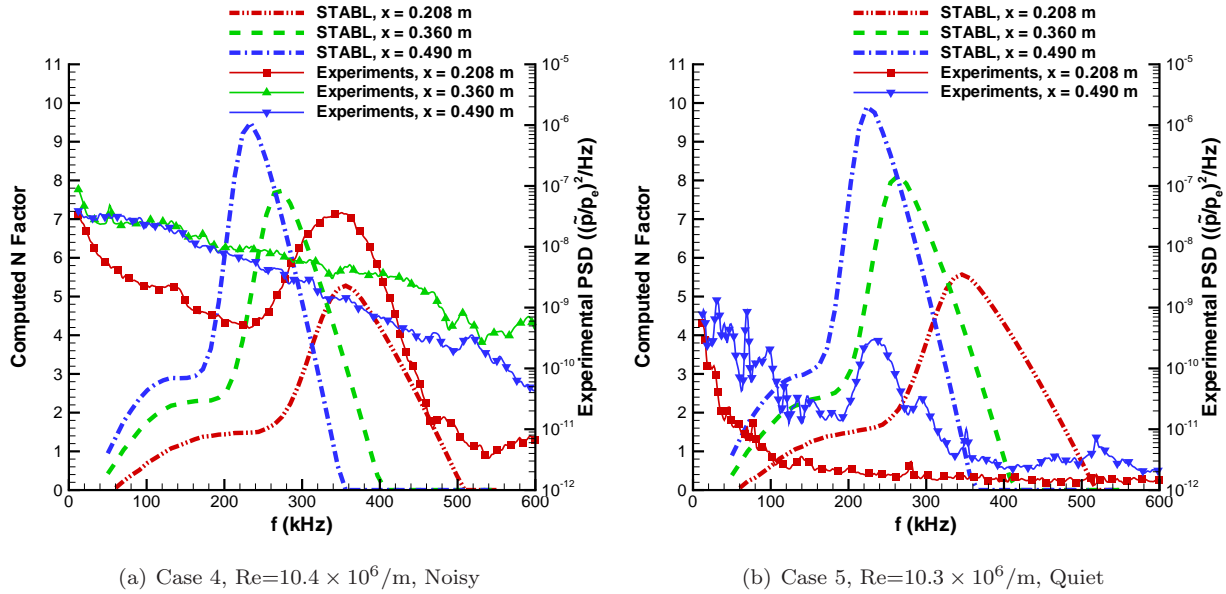 STABL, x = 0.208 m
STABL, x = 0.360 m
STABL, x = 0.490 m
Experiments, x = 0.208 m
Experiments, x = 0.360 m
Experiments, x = 0.490 m
Computed N Factor
11
10
9
8
7
6
5
4
3
2
1
0
0 100 200 300 400 500 600
f (kHz)
10^-5
10^-6
10^-7
10^-8
10^-9
10^-10
10^-11
10^-12
Experimental PSD ((p̃/p_e)^2/Hz)
(a) Case 4, Re=10.4 × 10^6/m, Noisy
STABL, x = 0.208 m
STABL, x = 0.360 m
STABL, x = 0.490 m
Experiments, x = 0.208 m
Experiments, x = 0.490 m
Computed N Factor
11
10
9
8
7
6
5
4
3
2
1
0
0 100 200 300 400 500 600
f (kHz)
10^-5
10^-6
10^-7
10^-8
10^-9
10^-10
10^-11
10^-12
Experimental PSD ((p̃/p_e)^2/Hz)
(b) Case 5, Re=10.3 × 10^6/m, Quiet